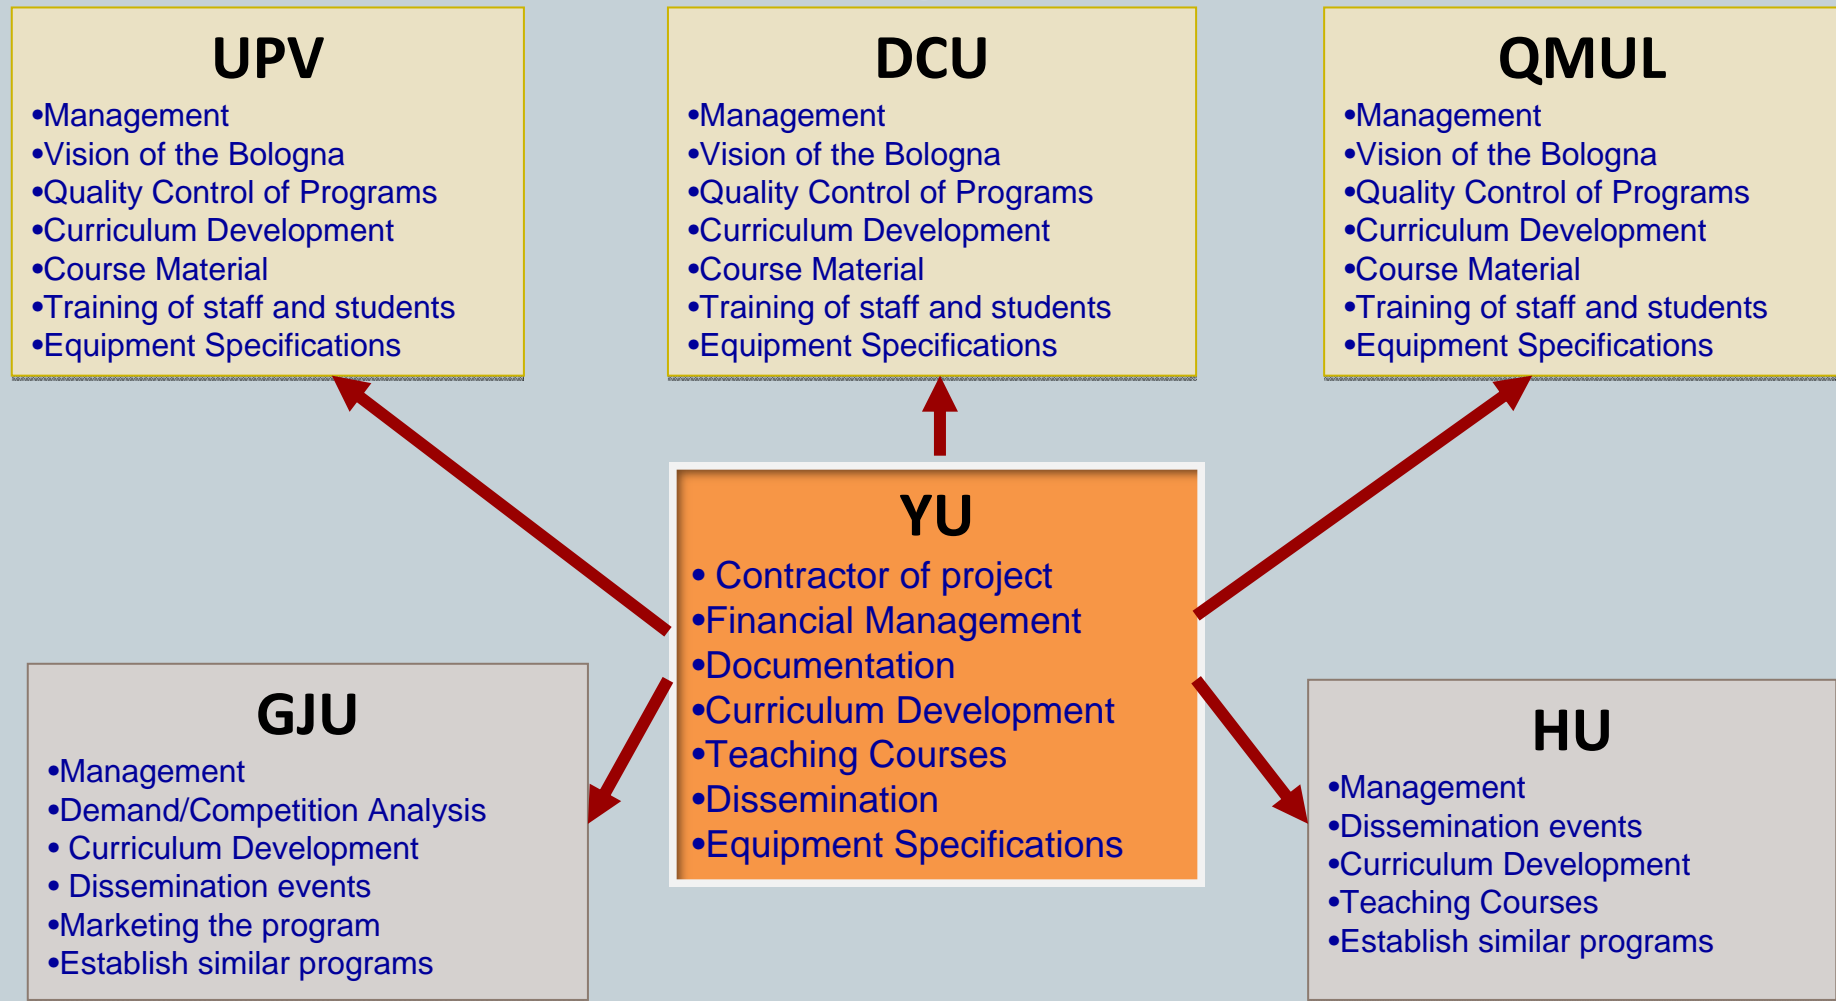 UPV
•Management
•Vision of the Bologna
•Quality Control of Programs
•Curriculum Development
•Course Material
•Training of staff and students
•Equipment Specifications
DCU
•Management
•Vision of the Bologna
•Quality Control of Programs
•Curriculum Development
•Course Material
•Training of staff and students
•Equipment Specifications
QMUL
•Management
•Vision of the Bologna
•Quality Control of Programs
•Curriculum Development
•Course Material
•Training of staff and students
•Equipment Specifications
YU
• Contractor of project
•Financial Management
•Documentation
•Curriculum Development
•Teaching Courses
•Dissemination
•Equipment Specifications
GJU
•Management
•Demand/Competition Analysis
• Curriculum Development
• Dissemination events
•Marketing the program
•Establish similar programs
HU
•Management
•Dissemination events
•Curriculum Development
•Teaching Courses
•Establish similar programs